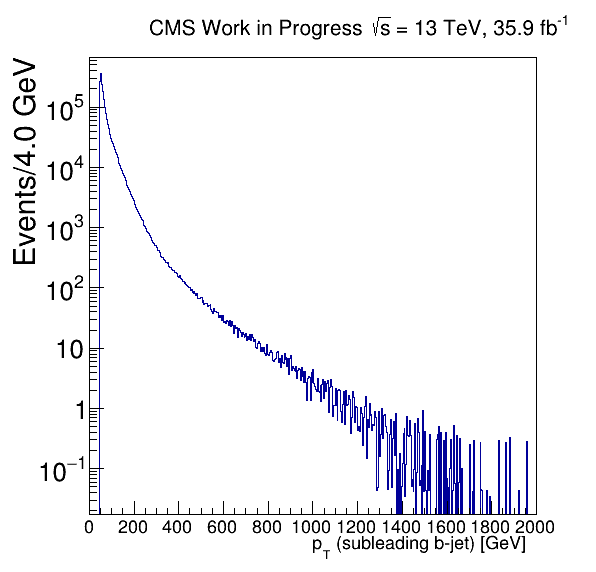 CMS Work in Progress √s = 13 TeV, 35.9 fb⁻¹
Events/4.0 GeV
10⁵
10⁴
10³
10²
10
1
10⁻¹
0 200 400 600 800 1000 1200 1400 1600 1800 2000
p_T (subleading b-jet) [GeV]